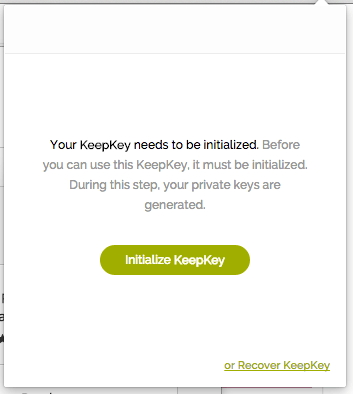 Your KeepKey needs to be initialized. Before
you can use this KeepKey, it must be initialized.
During this step, your private keys are
generated.
Initialize KeepKey
or Recover KeepKey